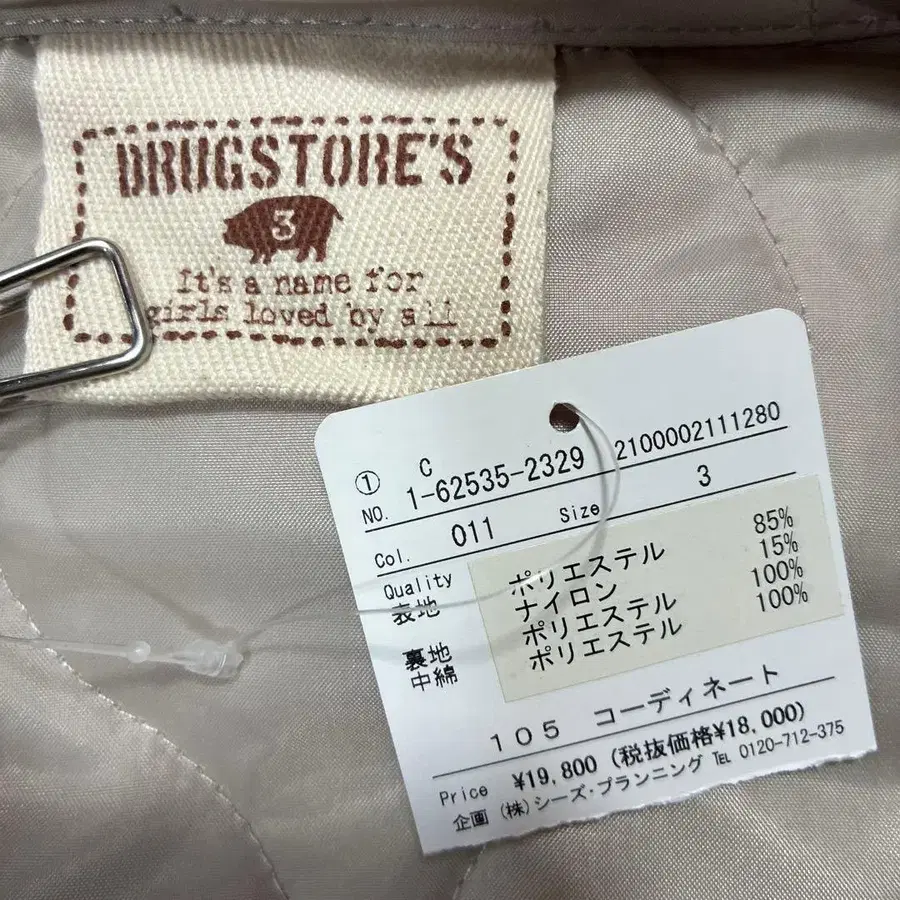 DRUGSTORE'S
3
It's a name for
girls loved by all
① C
NO. 1-62535-2329 2100002111280
Col. 011 Size 3
Quality
表地 ポリエステル 85%
ナイロン 15%
裏地 ポリエステル 100%
中綿 ポリエステル 100%
105 コーディネート
Price ¥19,800 (税抜価格¥18,000)
企画 (株)シーズ・プランニング TEL 0120-712-375